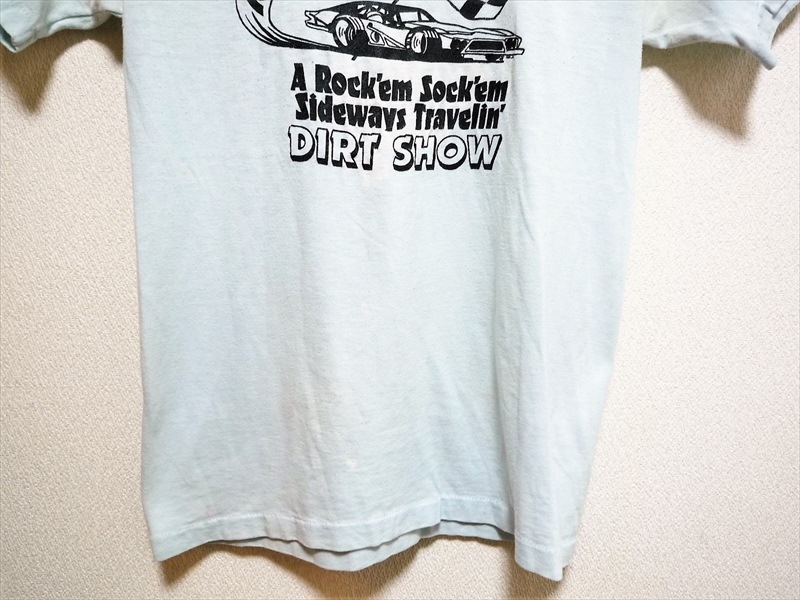 A Rock'em Sock'em
Sideways Travelin'
DIRT SHOW